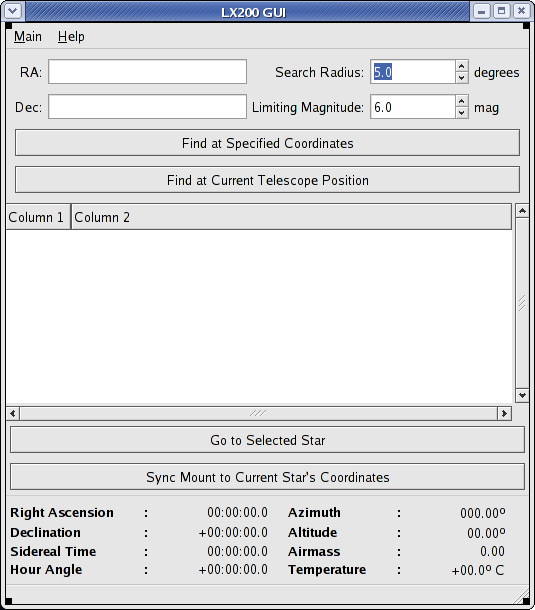 LX200 GUI
Main Help
RA: Search Radius: 5.0 degrees
Dec: Limiting Magnitude: 6.0 mag
Find at Specified Coordinates
Find at Current Telescope Position
Column 1 Column 2
Go to Selected Star
Sync Mount to Current Star's Coordinates
Right Ascension : 00:00:00.0 Azimuth : 000.00º
Declination : +00:00:00.0 Altitude : 00.00º
Sidereal Time : 00:00:00.0 Airmass : 0.00
Hour Angle : +00:00:00.0 Temperature : +00.0º C